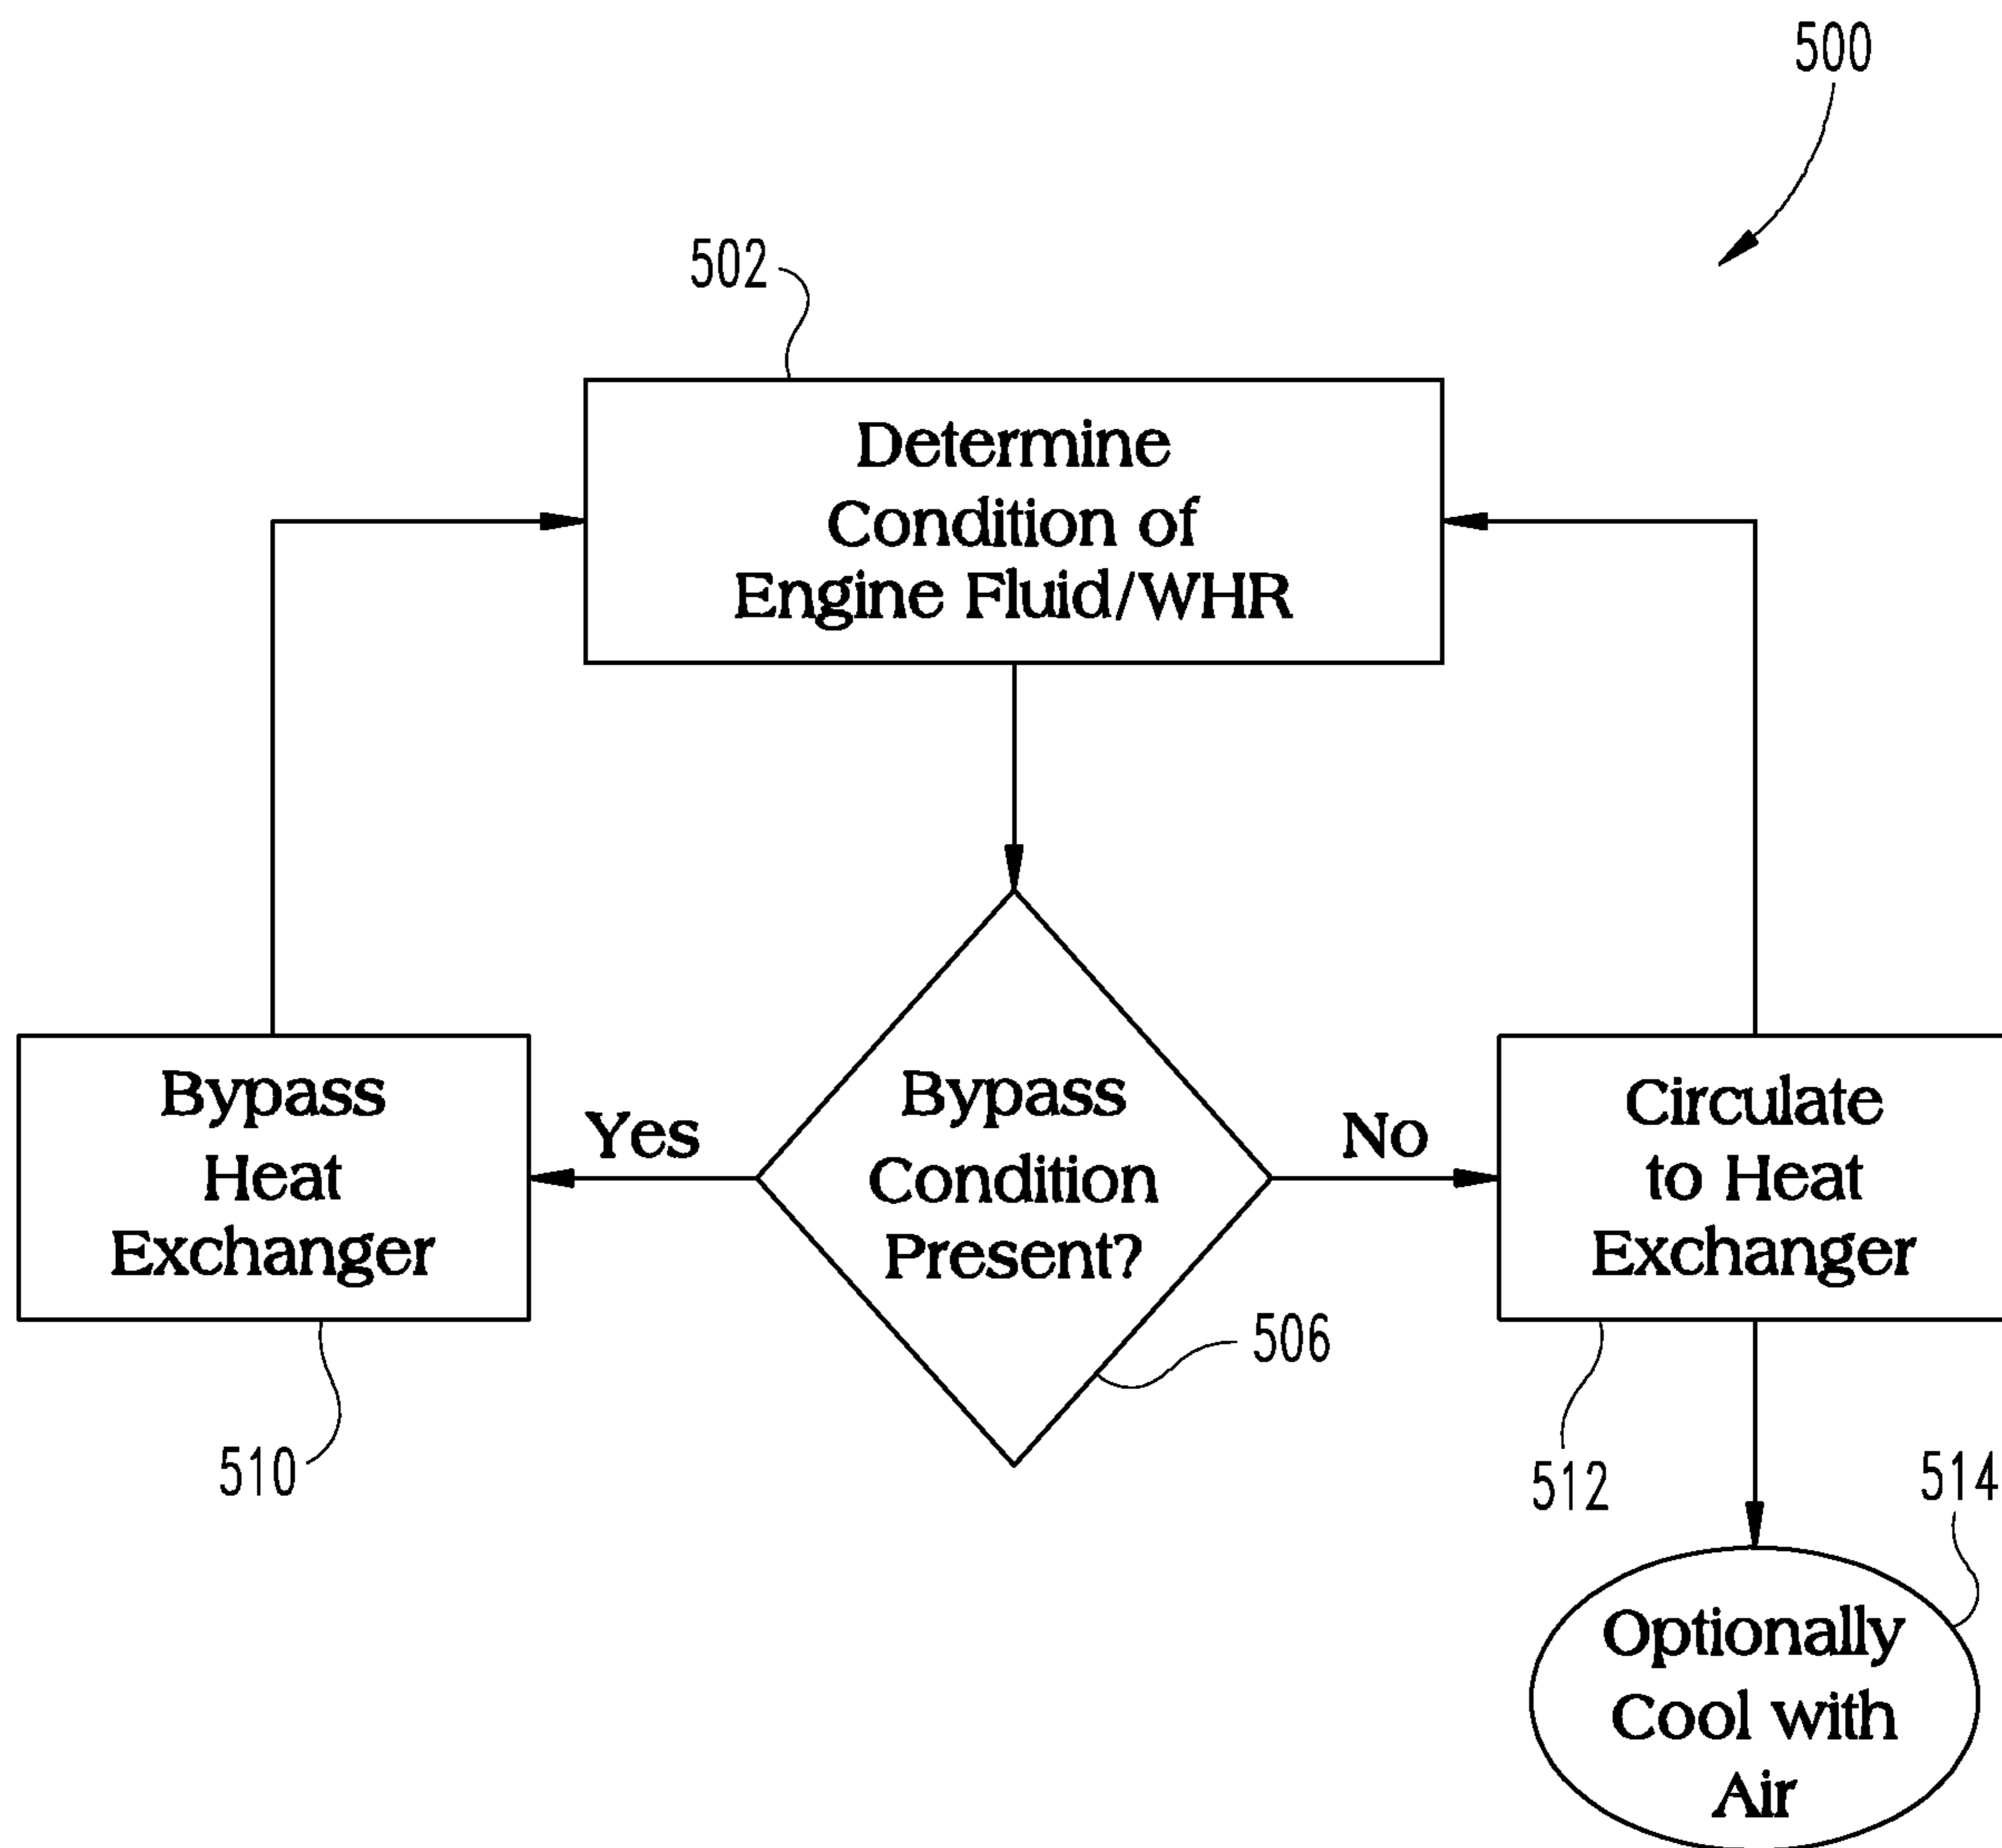 500
502
Determine
Condition of
Engine Fluid/WHR
Bypass
Heat
Exchanger
Yes
Bypass
Condition
Present?
No
Circulate
to Heat
Exchanger
506
510
512
514
Optionally
Cool with
Air